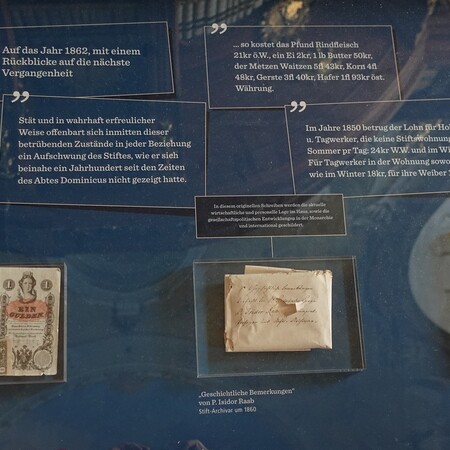 Auf das Jahr 1862, mit einem
Rückblicke auf die nächste
Vergangenheit
”
... so kostet das Pfund Rindfleisch
21kr ö.W., ein Ei 2kr, 1 lb Butter 50kr,
der Metzen Waitzen 5fl 43kr, Korn 4fl
48kr, Gerste 3fl 40kr, Hafer 1fl 93kr öst.
Währung.
”
Stät und in wahrhaft erfreulicher
Weise offenbart sich inmitten dieser
betrübenden Zustände in jeder Beziehung
ein Aufschwung des Stiftes, wie er sich
beinahe ein Jahrhundert seit den Zeiten
des Abtes Dominicus nicht gezeigt hatte.
”
Im Jahre 1850 betrug der Lohn für
u. Tagwerker, die keine Stiftswohnung
Sommer pr Tag: 24kr W.W. und im
Für Tagwerker in der Wohnung
wie im Winter 18kr, für ihre Weiber
In diesem originellen Schreiben werden die aktuelle
wirtschaftliche und personelle Lage im Haus, sowie die
gesellschaftspolitischen Entwicklungen in der Monarchie
und international geschildert.
1 1
EIN
GULDEN
„Geschichtliche Bemerkungen“
von P. Isidor Raab
Stift-Archivar um 1860